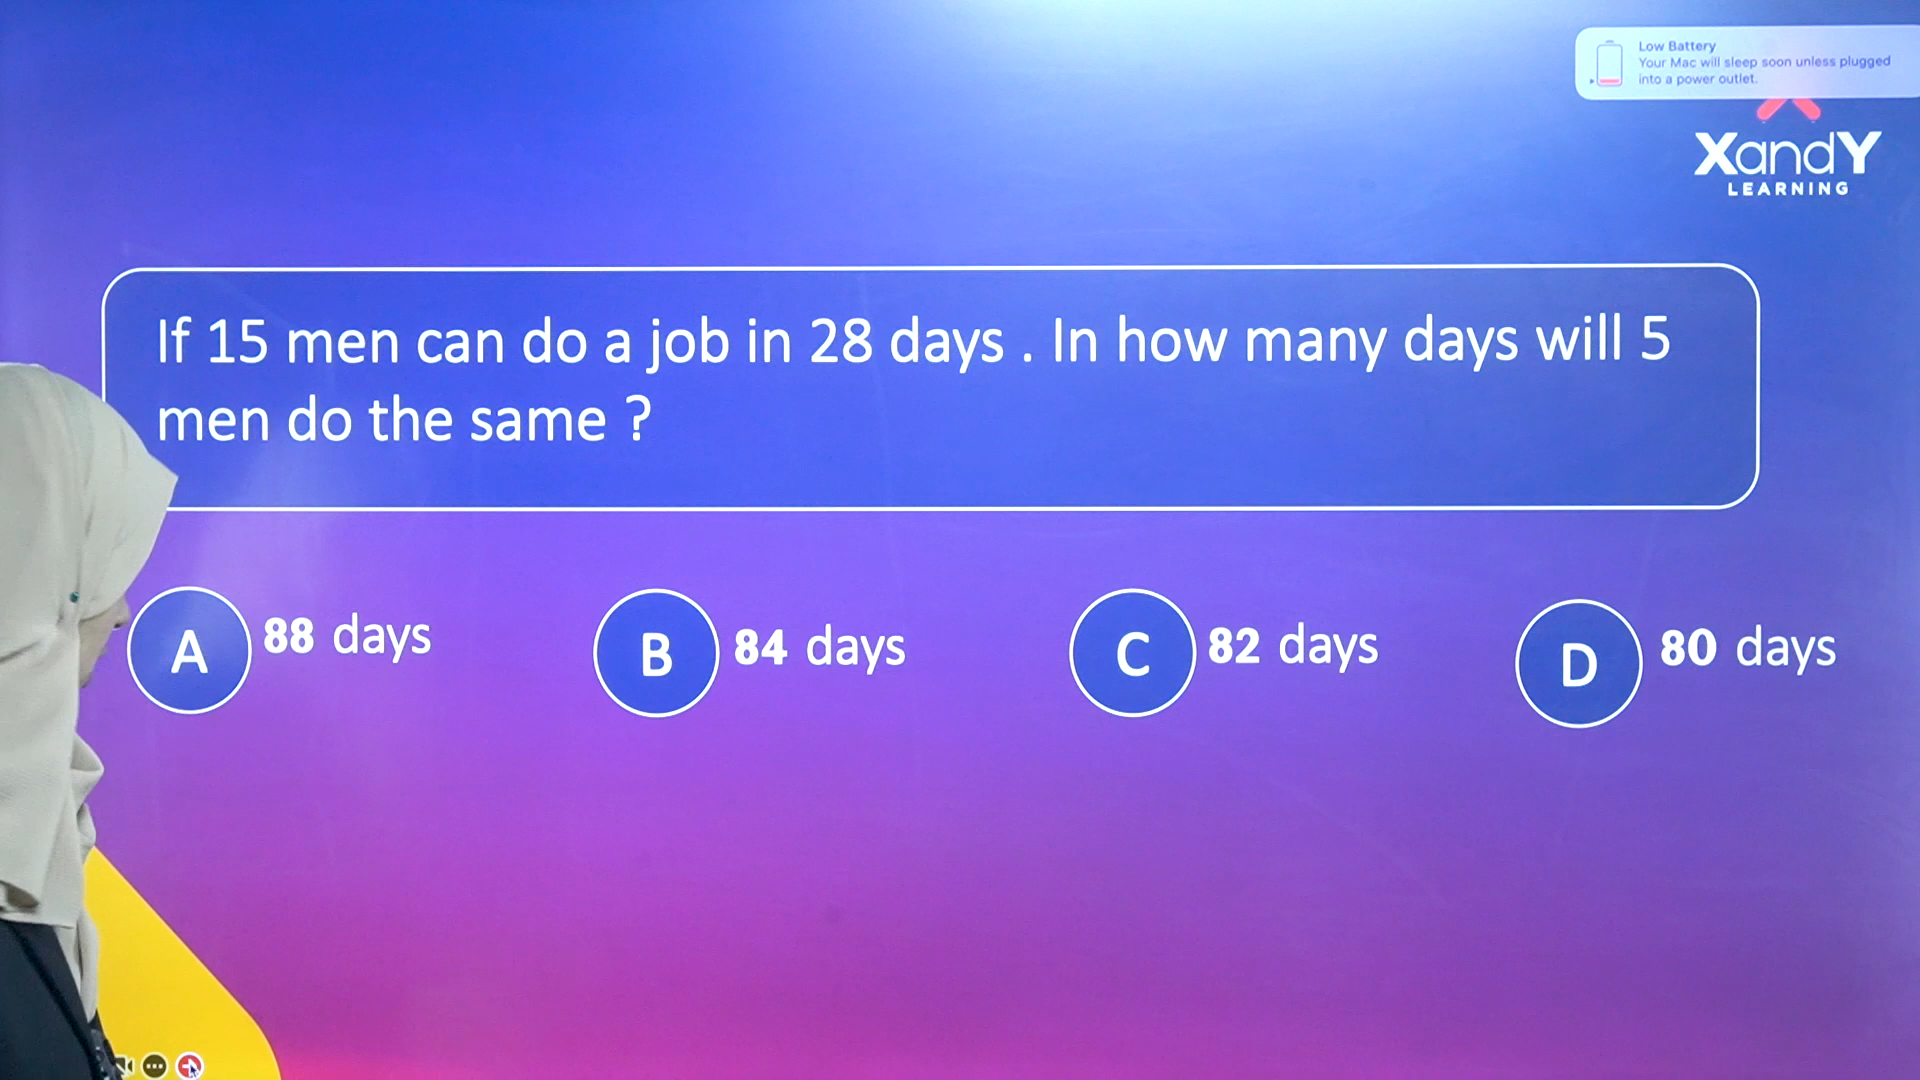 Low Battery
Your Mac will sleep soon unless plugged
into a power outlet.
XandY
LEARNING
If 15 men can do a job in 28 days . In how many days will 5
men do the same ?
A 88 days B 84 days C 82 days D 80 days